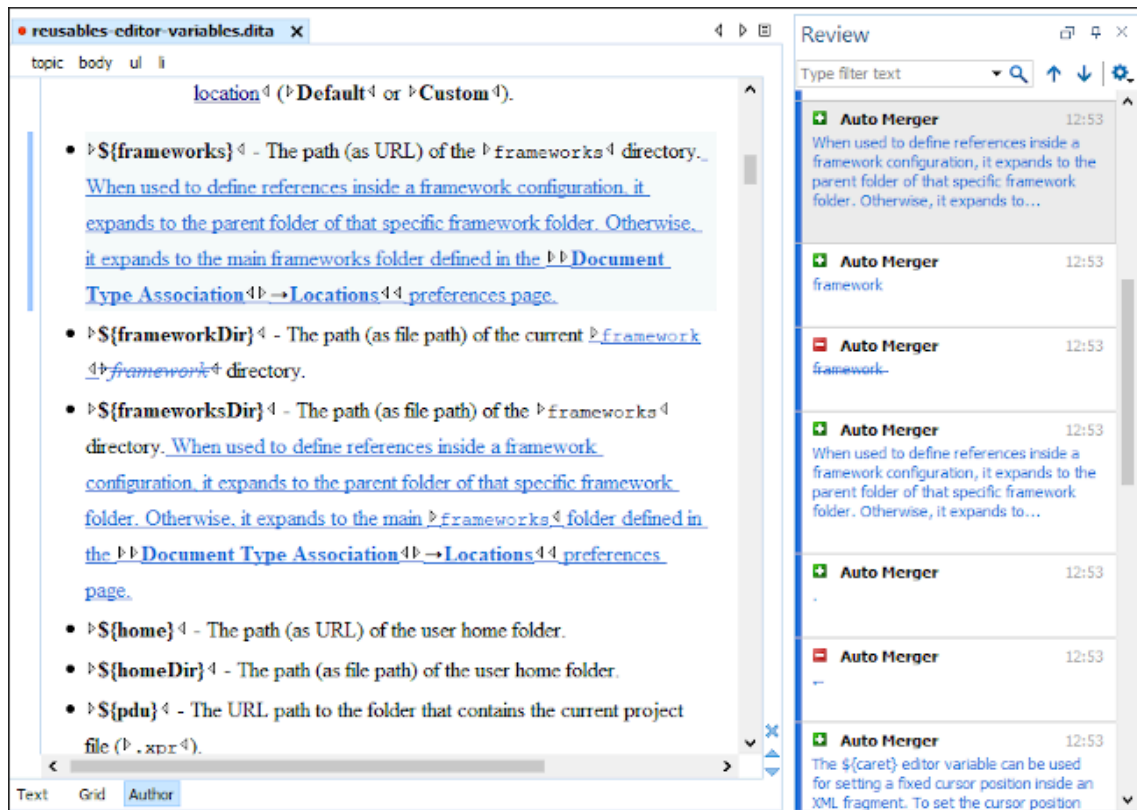 reusables-editor-variables.dita
topic body ul li
location (Default or Custom).
${frameworks} - The path (as URL) of the frameworks directory.
When used to define references inside a framework configuration, it
expands to the parent folder of that specific framework folder. Otherwise,
it expands to the main frameworks folder defined in the Document
Type Association → Locations preferences page.
${frameworkDir} - The path (as file path) of the current framework
framework directory.
${frameworksDir} - The path (as file path) of the frameworks
directory. When used to define references inside a framework
configuration, it expands to the parent folder of that specific framework
folder. Otherwise, it expands to the main frameworks folder defined in
the Document Type Association → Locations preferences
page.
${home} - The path (as URL) of the user home folder.
${homeDir} - The path (as file path) of the user home folder.
${pdu} - The URL path to the folder that contains the current project
file (.xpr).
Text Grid Author
Review
Type filter text
Auto Merger 12:53
When used to define references inside a
framework configuration, it expands to the
parent folder of that specific framework
folder. Otherwise, it expands to...
Auto Merger 12:53
framework
Auto Merger 12:53
framework
Auto Merger 12:53
When used to define references inside a
framework configuration, it expands to the
parent folder of that specific framework
folder. Otherwise, it expands to...
Auto Merger 12:53
.
Auto Merger 12:53
Auto Merger 12:53
The ${caret} editor variable can be used
for setting a fixed cursor position inside an
XML fragment. To set the cursor position